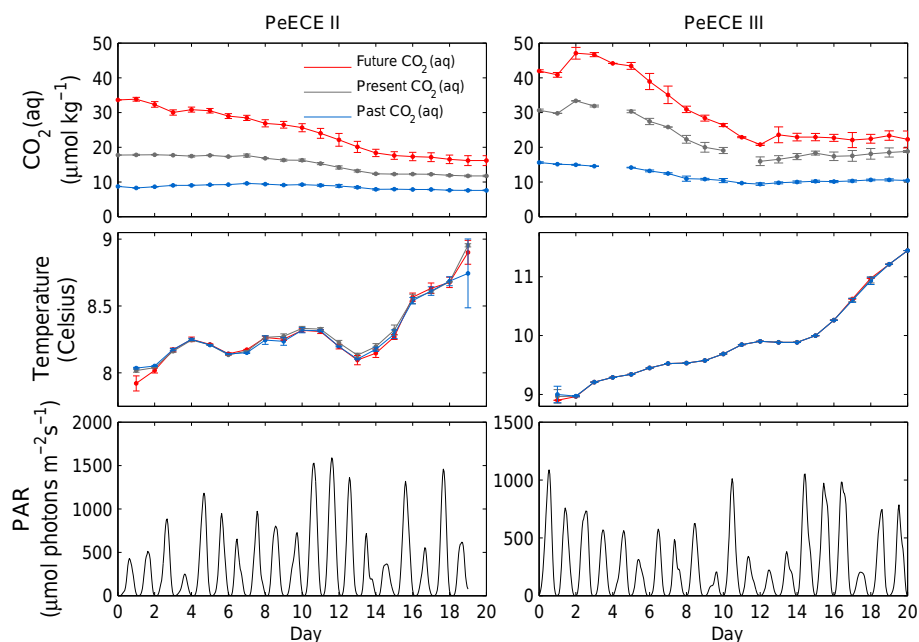 PeECE II
PeECE III
CO2(aq)
(μmol kg−1)
50
40
30
20
10
0
Future CO2(aq)
Present CO2(aq)
Past CO2(aq)
50
40
30
20
10
0
Temperature
(Celsius)
9
8.5
8
11
10
9
PAR
(μmol photons m−2s−1)
2000
1500
1000
500
0
0 2 4 6 8 10 12 14 16 18 20
Day
1500
1000
500
0
0 2 4 6 8 10 12 14 16 18 20
Day